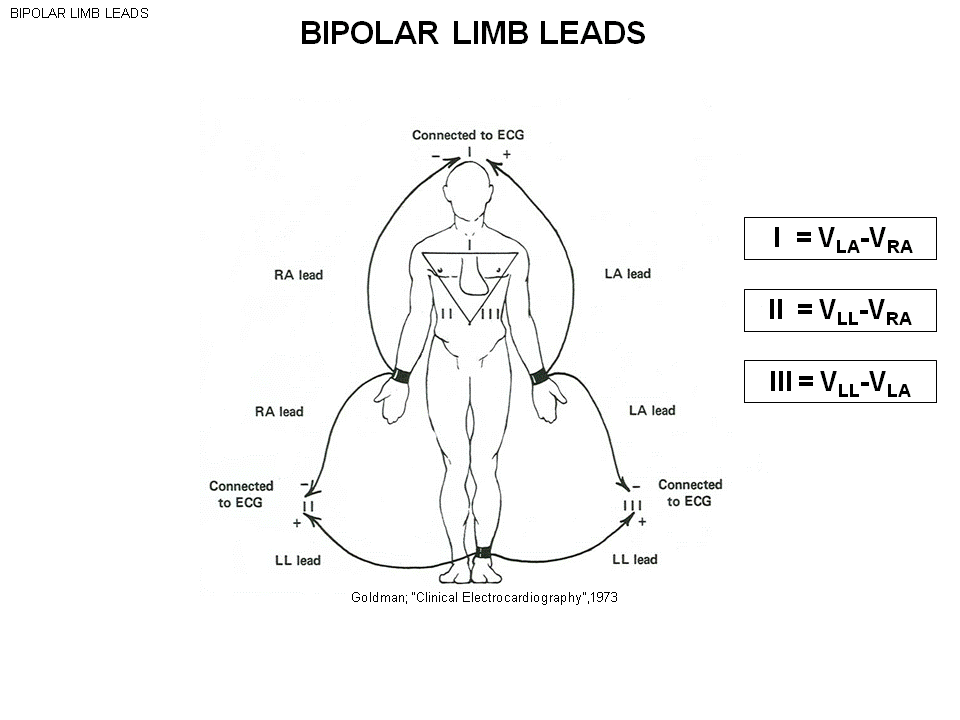 BIPOLAR LIMB LEADS
BIPOLAR LIMB LEADS
Connected to ECG
− I +
RA lead
LA lead
I
II III
RA lead
LA lead
Connected
to ECG
−
II
+
LL lead
−
III
+
Connected
to ECG
LL lead
Goldman; "Clinical Electrocardiography",1973
I = VLA-VRA
II = VLL-VRA
III = VLL-VLA